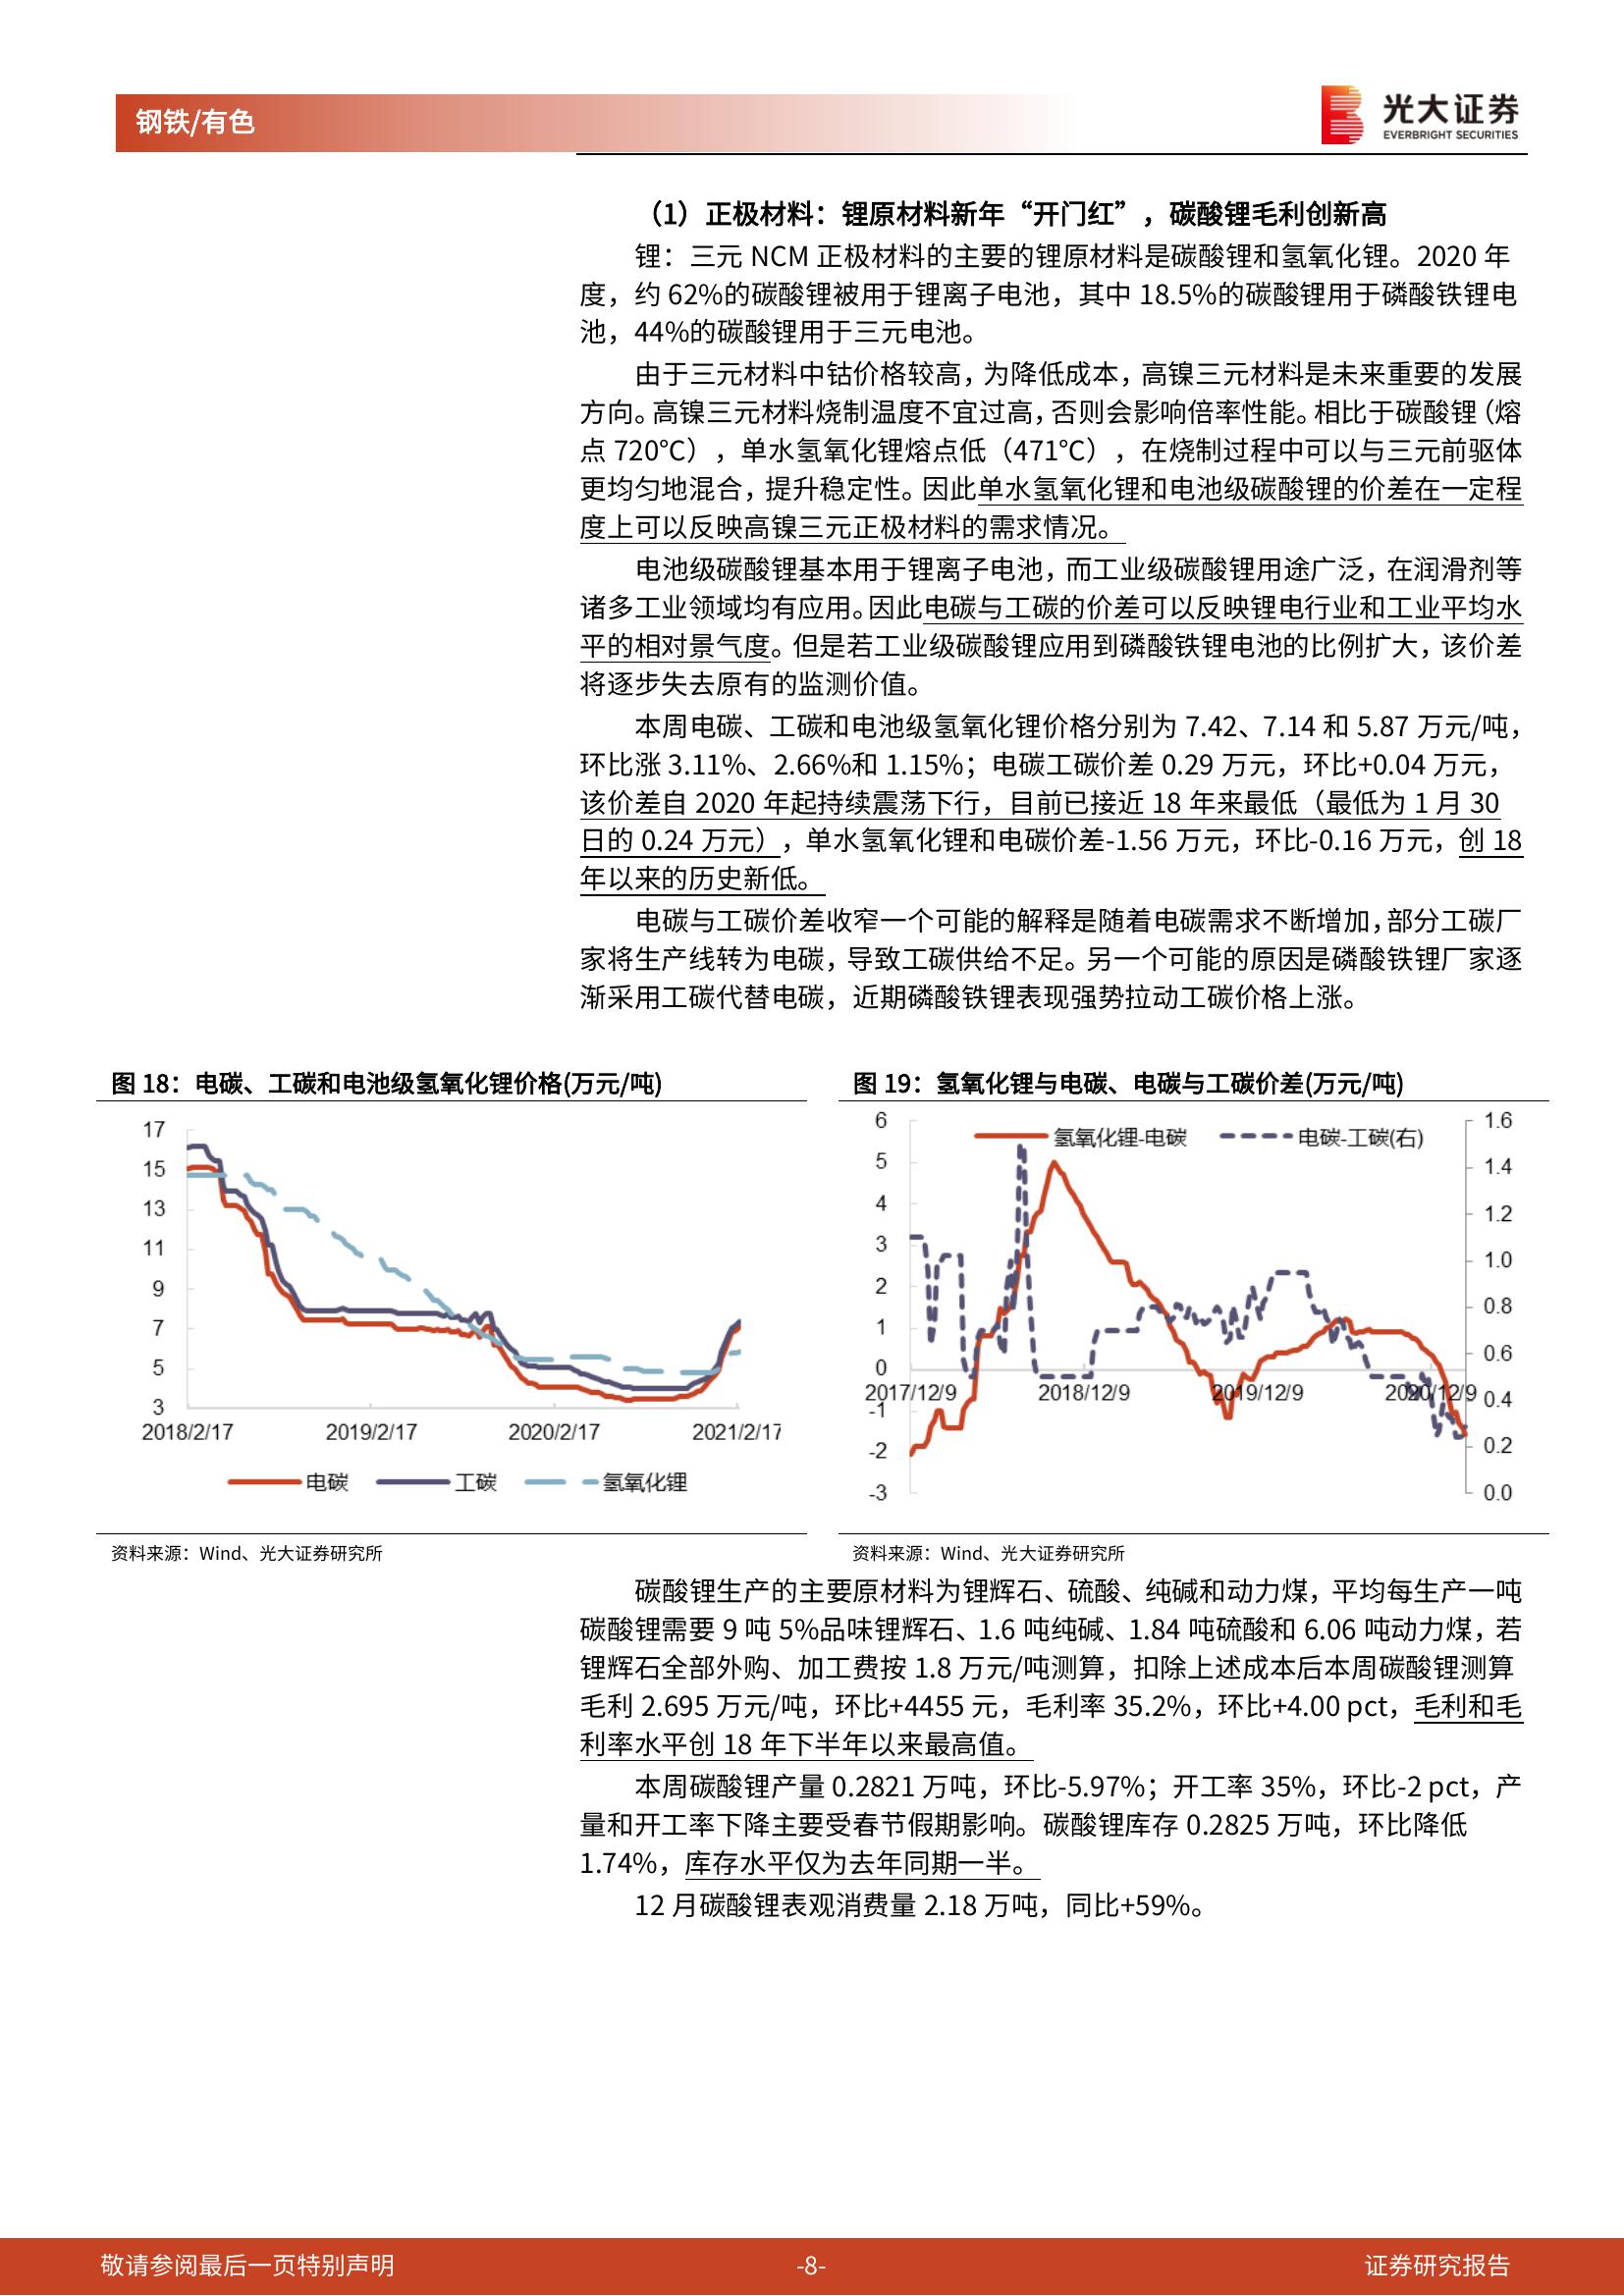 钢铁/有色
光大证券
EVERBRIGHT SECURITIES
（1）正极材料：锂原材料新年“开门红”，碳酸锂毛利创新高
锂：三元 NCM 正极材料的主要的锂原材料是碳酸锂和氢氧化锂。2020 年
度，约 62%的碳酸锂被用于锂离子电池，其中 18.5%的碳酸锂用于磷酸铁锂电
池，44%的碳酸锂用于三元电池。
由于三元材料中钴价格较高，为降低成本，高镍三元材料是未来重要的发展
方向。高镍三元材料烧制温度不宜过高，否则会影响倍率性能。相比于碳酸锂（熔
点 720℃），单水氢氧化锂熔点低（471℃），在烧制过程中可以与三元前驱体
更均匀地混合，提升稳定性。因此单水氢氧化锂和电池级碳酸锂的价差在一定程
度上可以反映高镍三元正极材料的需求情况。
电池级碳酸锂基本用于锂离子电池，而工业级碳酸锂用途广泛，在润滑剂等
诸多工业领域均有应用。因此电碳与工碳的价差可以反映锂电行业和工业平均水
平的相对景气度。但是若工业级碳酸锂应用到磷酸铁锂电池的比例扩大，该价差
将逐步失去原有的监测价值。
本周电碳、工碳和电池级氢氧化锂价格分别为 7.42、7.14 和 5.87 万元/吨，
环比涨 3.11%、2.66%和 1.15%；电碳工碳价差 0.29 万元，环比+0.04 万元，
该价差自 2020 年起持续震荡下行，目前已接近 18 年来最低（最低为 1 月 30
日的 0.24 万元），单水氢氧化锂和电碳价差-1.56 万元，环比-0.16 万元，创 18
年以来的历史新低。
电碳与工碳价差收窄一个可能的解释是随着电碳需求不断增加，部分工碳厂
家将生产线转为电碳，导致工碳供给不足。另一个可能的原因是磷酸铁锂厂家逐
渐采用工碳代替电碳，近期磷酸铁锂表现强势拉动工碳价格上涨。
图 18：电碳、工碳和电池级氢氧化锂价格(万元/吨)
17
15
13
11
9
7
5
3
2018/2/17 2019/2/17 2020/2/17 2021/2/17
电碳 工碳 氢氧化锂
资料来源：Wind、光大证券研究所
图 19：氢氧化锂与电碳、电碳与工碳价差(万元/吨)
氢氧化锂-电碳 电碳-工碳(右)
6
5
4
3
2
1
0
-1
-2
-3
2017/12/9 2018/12/9 2019/12/9 2020/12/9
1.6
1.4
1.2
1.0
0.8
0.6
0.4
0.2
0.0
资料来源：Wind、光大证券研究所
碳酸锂生产的主要原材料为锂辉石、硫酸、纯碱和动力煤，平均每生产一吨
碳酸锂需要 9 吨 5%品味锂辉石、1.6 吨纯碱、1.84 吨硫酸和 6.06 吨动力煤，若
锂辉石全部外购、加工费按 1.8 万元/吨测算，扣除上述成本后本周碳酸锂测算
毛利 2.695 万元/吨，环比+4455 元，毛利率 35.2%，环比+4.00 pct，毛利和毛
利率水平创 18 年下半年以来最高值。
本周碳酸锂产量 0.2821 万吨，环比-5.97%；开工率 35%，环比-2 pct，产
量和开工率下降主要受春节假期影响。碳酸锂库存 0.2825 万吨，环比降低
1.74%，库存水平仅为去年同期一半。
12 月碳酸锂表观消费量 2.18 万吨，同比+59%。
敬请参阅最后一页特别声明
-8-
证券研究报告